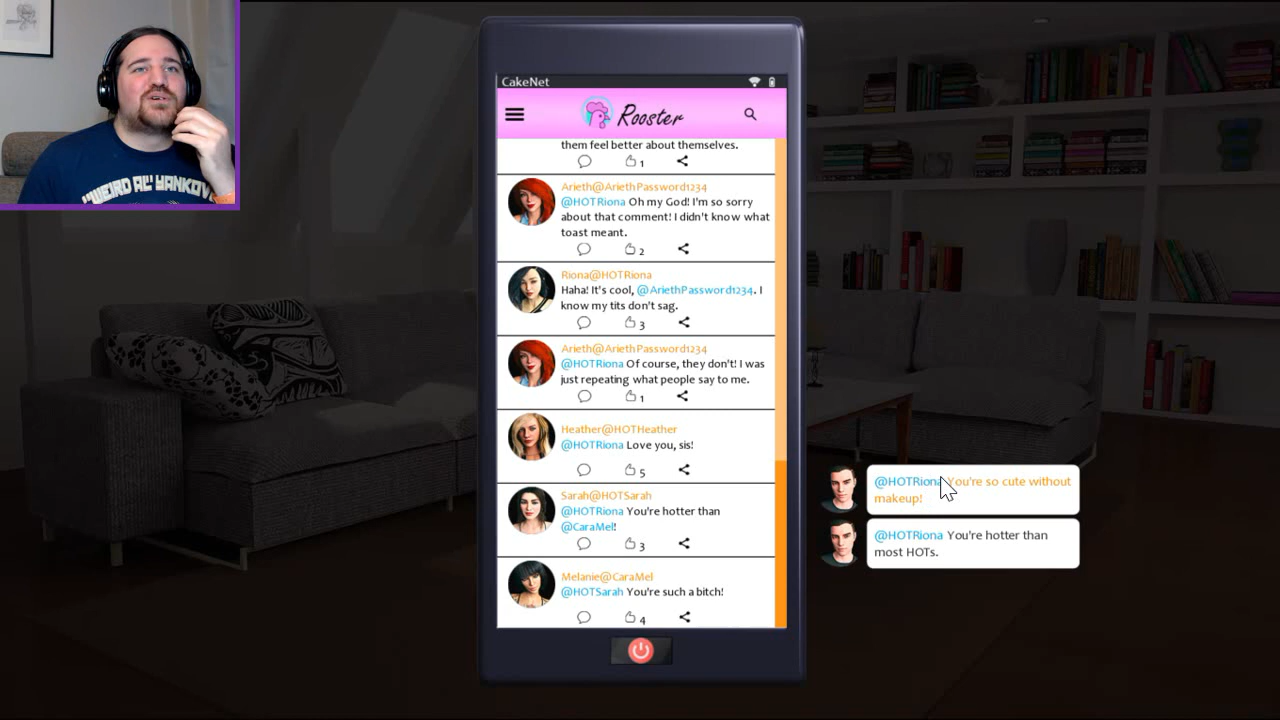 CakeNet
Rooster
them feel better about themselves.
1
Arieth@AriethPassword1234
@HOTRiona Oh my God! I'm so sorry
about that comment! I didn't know what
toast meant.
2
Riona@HOTRiona
Haha! It's cool, @AriethPassword1234. I
know my tits don't sag.
3
Arieth@AriethPassword1234
@HOTRiona Of course, they don't! I was
just repeating what people say to me.
1
Heather@HOTHeather
@HOTRiona Love you, sis!
5
Sarah@HOTSarah
@HOTRiona You're hotter than
@CaraMel!
3
Melanie@CaraMel
@HOTSarah You're such a bitch!
4
@HOTRiona You're so cute without
makeup!
@HOTRiona You're hotter than
most HOTs.
"WEIRD AL" YANKOV